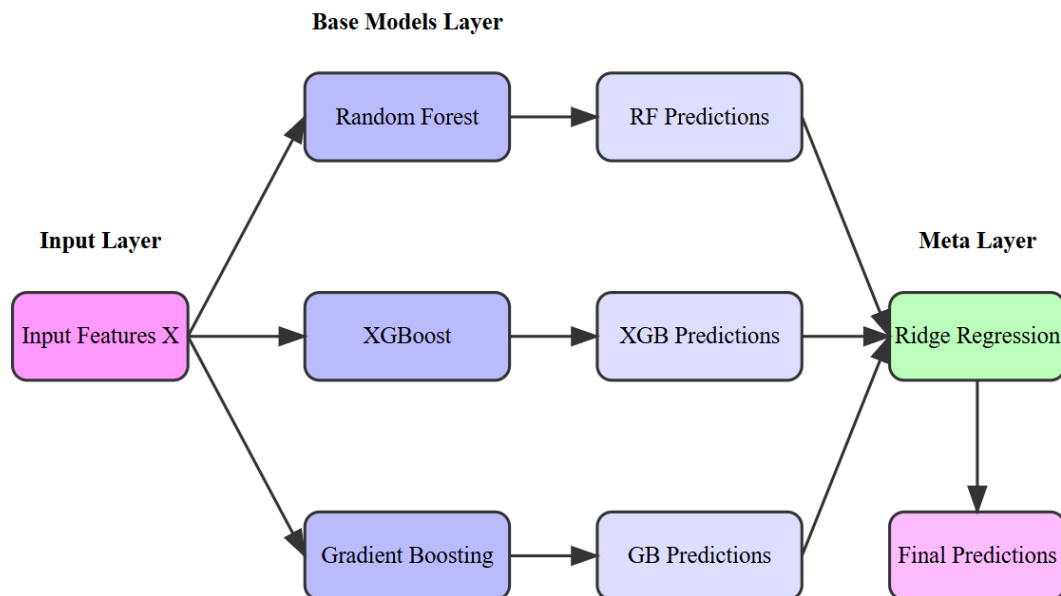 Base Models Layer
Random Forest
RF Predictions
Input Layer
Meta Layer
Input Features X
XGBoost
XGB Predictions
Ridge Regression
Gradient Boosting
GB Predictions
Final Predictions